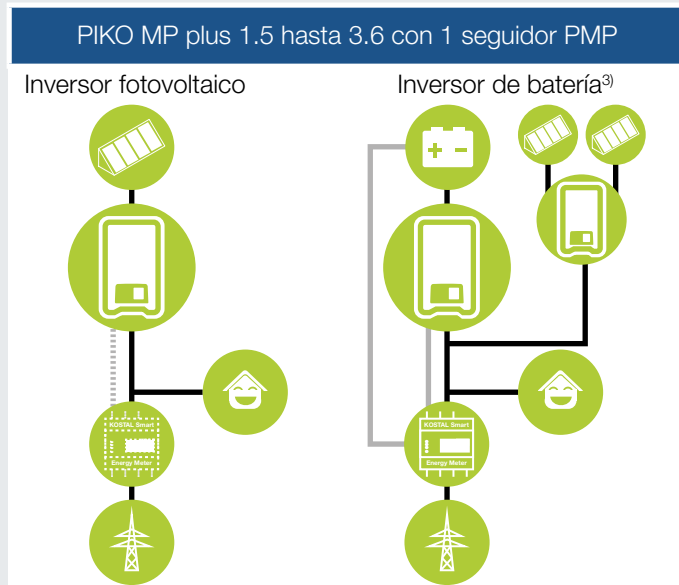 PIKO MP plus 1.5 hasta 3.6 con 1 seguidor PMP
Inversor fotovoltaico
Inversor de batería³⁾
+ -
KOSTAL Smart
Energy Meter
KOSTAL Smart
Energy Meter